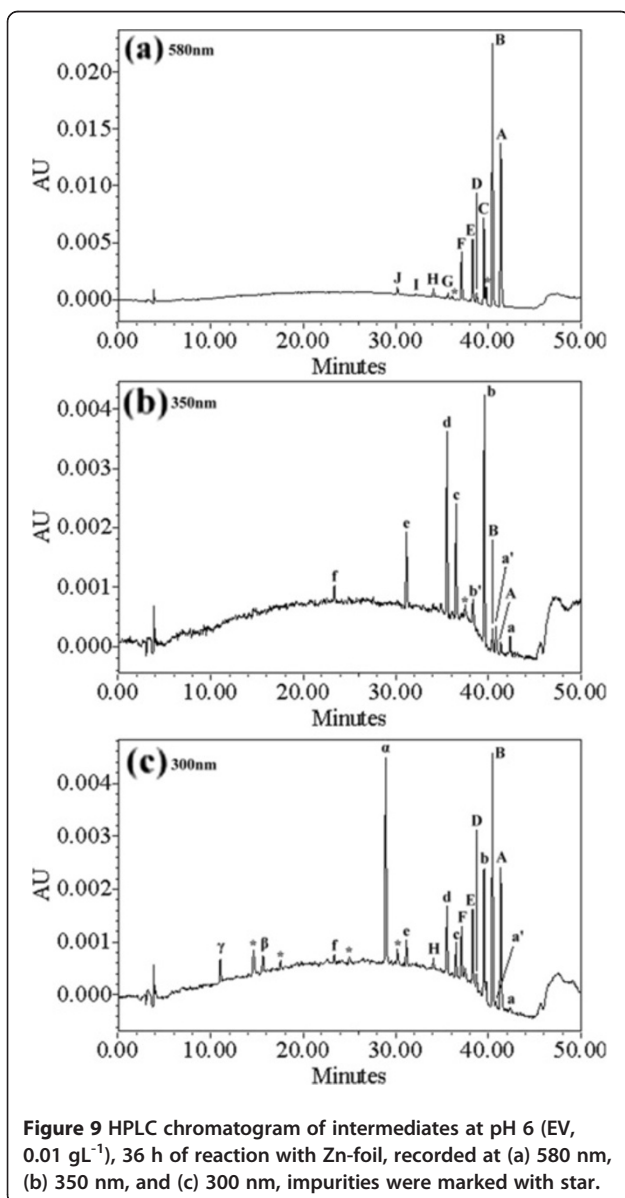 (a) 580nm
B
A
D
C
E
F
*
J
I
H
G
*
AU
0.020
0.015
0.010
0.005
0.000
0.00 10.00 20.00 30.00 40.00 50.00
Minutes
(b) 350nm
b
d
c
B
a'
e
A
f
*
b'
a
AU
0.004
0.003
0.002
0.001
0.000
0.00 10.00 20.00 30.00 40.00 50.00
Minutes
(c) 300nm
α
B
D
b
A
d
E
F
γ
*
β
*
f
*
*
e
H
c
a'
a
AU
0.004
0.003
0.002
0.001
0.000
0.00 10.00 20.00 30.00 40.00 50.00
Minutes
Figure 9 HPLC chromatogram of intermediates at pH 6 (EV,
0.01 gL⁻¹), 36 h of reaction with Zn-foil, recorded at (a) 580 nm,
(b) 350 nm, and (c) 300 nm, impurities were marked with star.